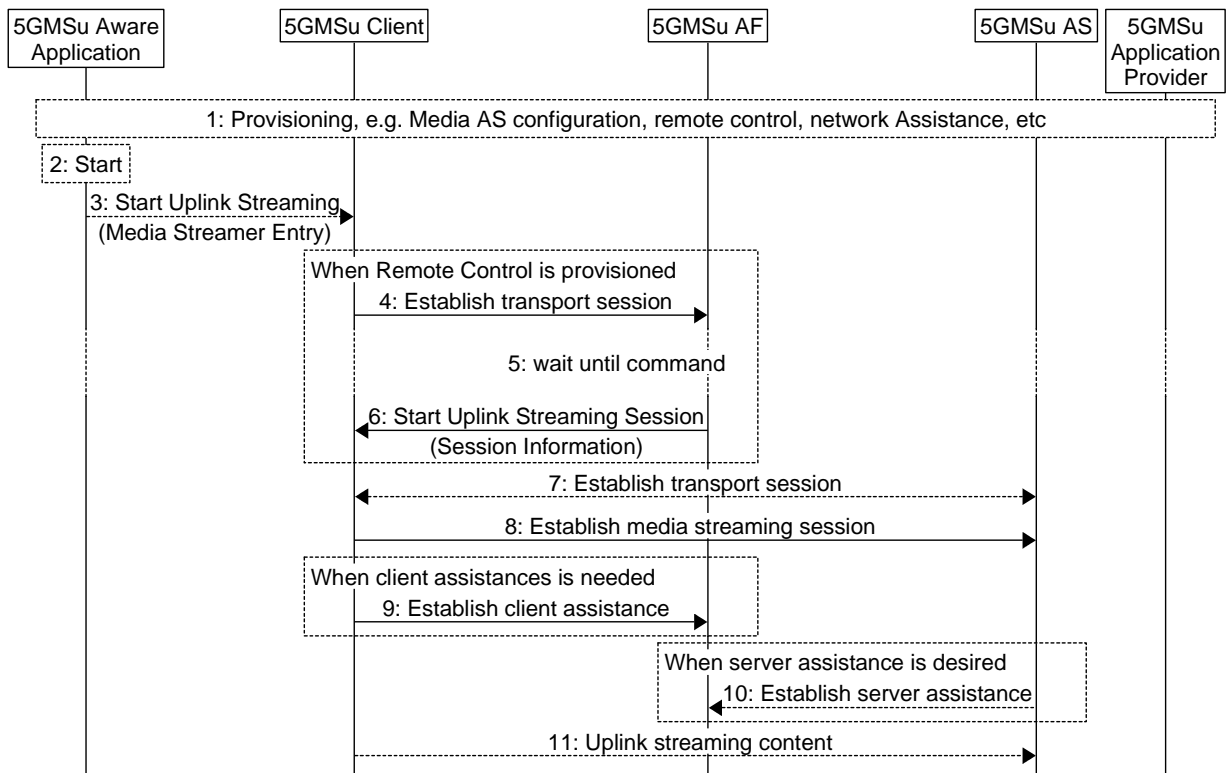 5GMSu Aware
Application
5GMSu Client
5GMSu AF
5GMSu AS
5GMSu
Application
Provider
1: Provisioning, e.g. Media AS configuration, remote control, network Assistance, etc
2: Start
3: Start Uplink Streaming
(Media Streamer Entry)
When Remote Control is provisioned
4: Establish transport session
5: wait until command
6: Start Uplink Streaming Session
(Session Information)
7: Establish transport session
8: Establish media streaming session
When client assistances is needed
9: Establish client assistance
When server assistance is desired
10: Establish server assistance
11: Uplink streaming content